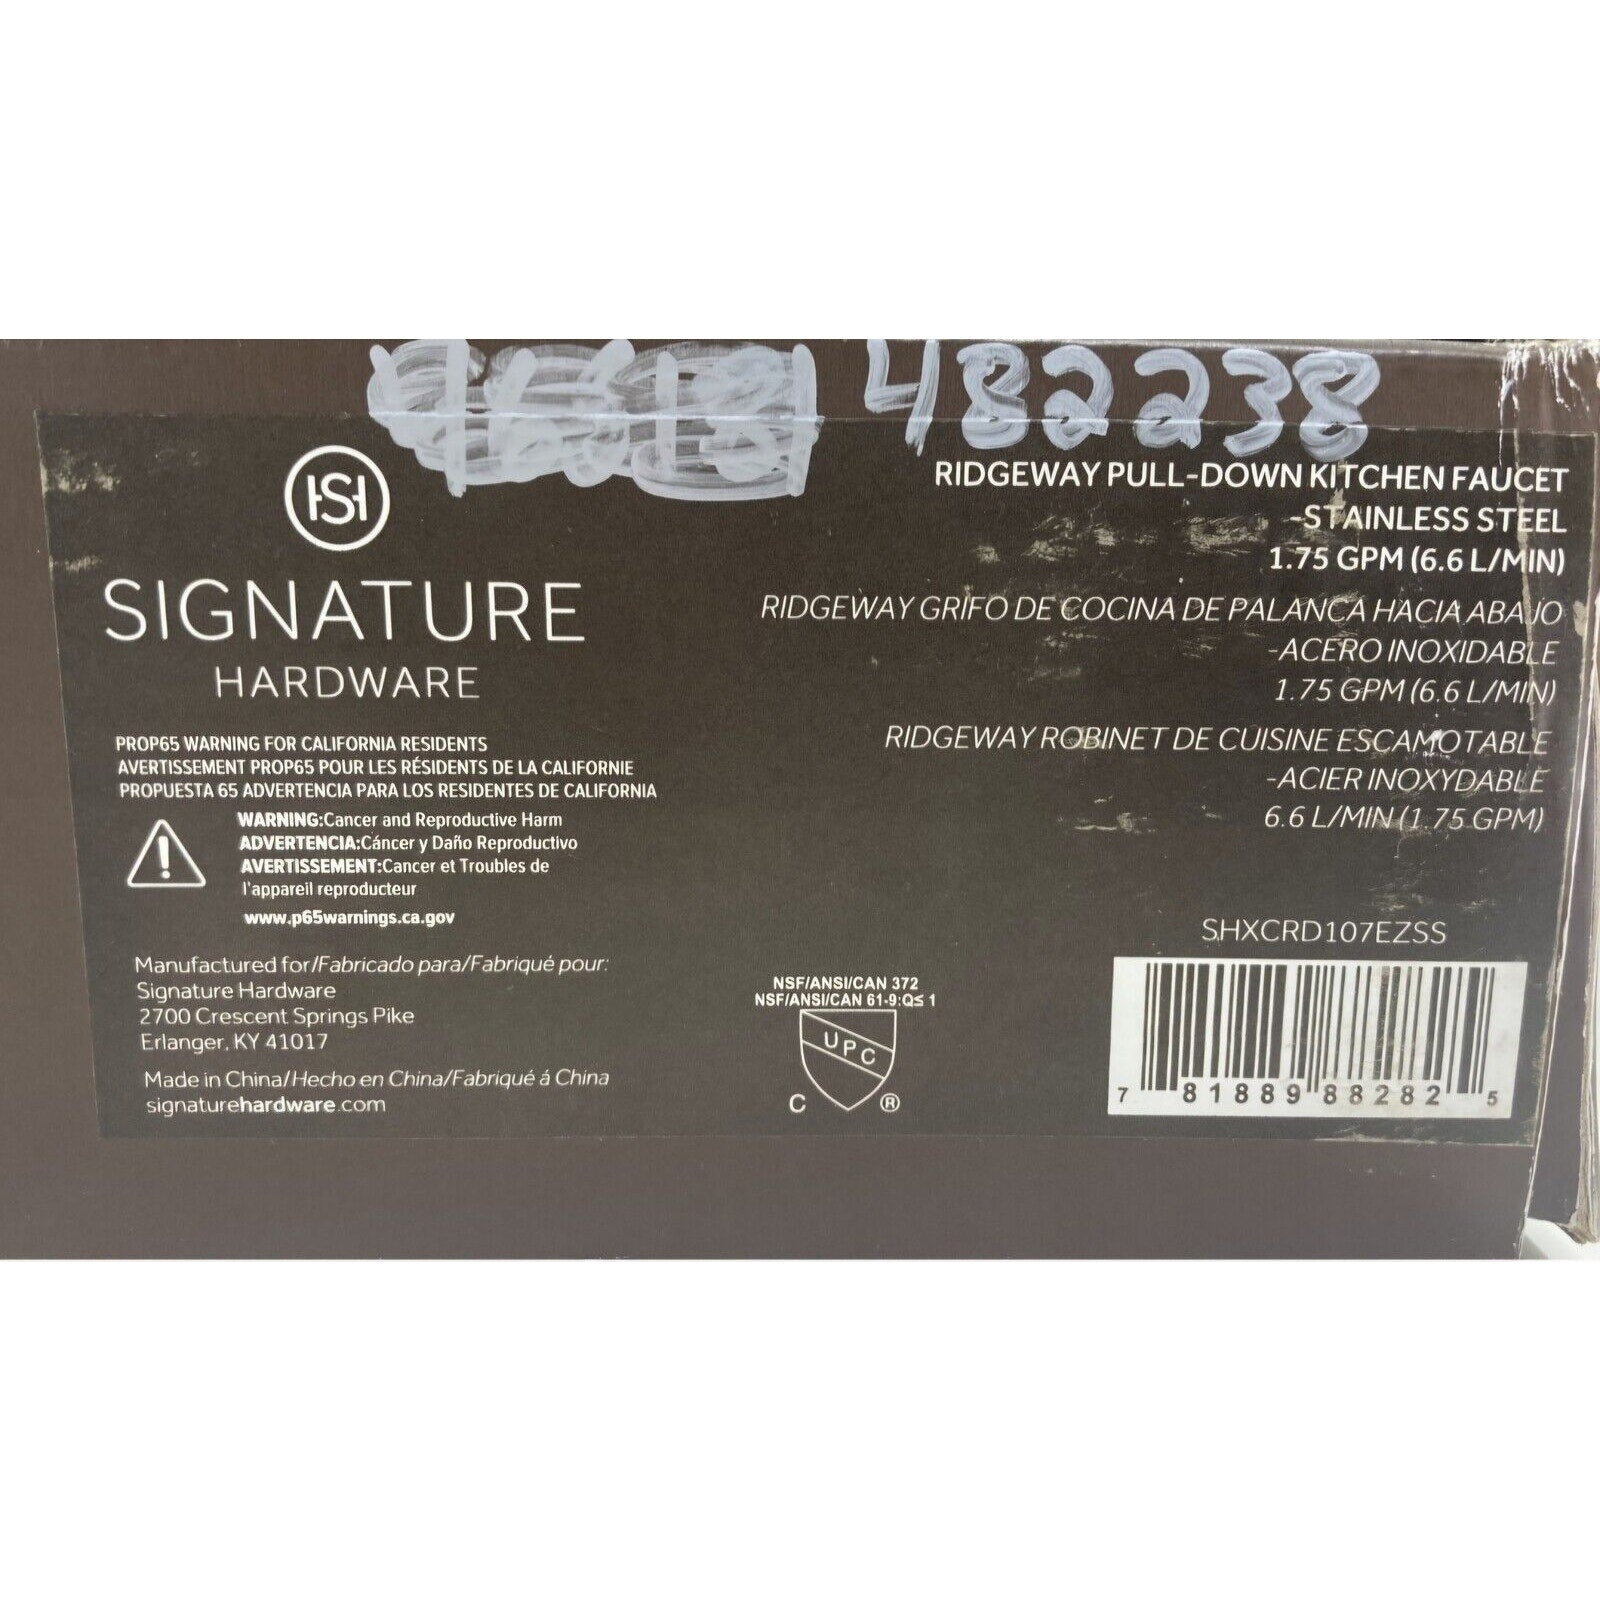 482238
HSH
SIGNATURE
HARDWARE
PROP65 WARNING FOR CALIFORNIA RESIDENTS
AVERTISSEMENT PROP65 POUR LES RÉSIDENTS DE LA CALIFORNIE
PROPUESTA 65 ADVERTENCIA PARA LOS RESIDENTES DE CALIFORNIA
WARNING:Cancer and Reproductive Harm
ADVERTENCIA:Cáncer y Daño Reproductivo
AVERTISSEMENT:Cancer et Troubles de
l'appareil reproducteur
www.p65warnings.ca.gov
Manufactured for/Fabricado para/Fabriqué pour:
Signature Hardware
2700 Crescent Springs Pike
Erlanger, KY 41017
Made in China/Hecho en China/Fabriqué á China
signaturehardware.com
RIDGEWAY PULL-DOWN KITCHEN FAUCET
-STAINLESS STEEL
1.75 GPM (6.6 L/MIN)
RIDGEWAY GRIFO DE COCINA DE PALANCA HACIA ABAJO
-ACERO INOXIDABLE
1.75 GPM (6.6 L/MIN)
RIDGEWAY ROBINET DE CUISINE ESCAMOTABLE
-ACIER INOXYDABLE
6.6 L/MIN (1.75 GPM)
NSF/ANSI/CAN 372
NSF/ANSI/CAN 61-9:Q≤ 1
UPC
C ®
SHXCRD107EZSS
7 81889 88282 5